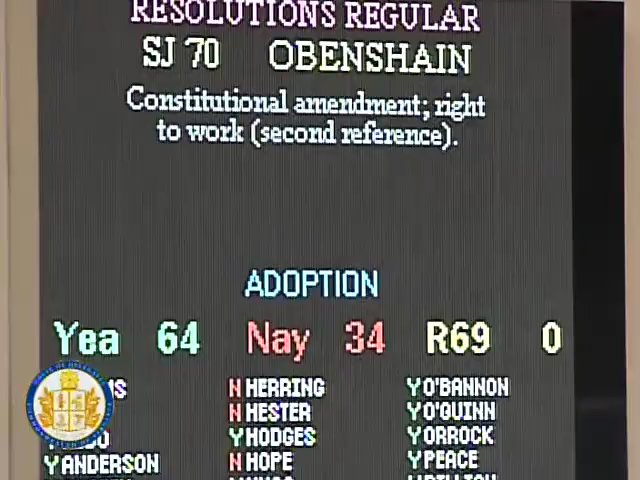 RESOLUTIONS REGULAR
SJ 70 OBENSHAIN
Constitutional amendment; right
to work (second reference).
ADOPTION
Yea 64 Nay 34 R69 0
N HERRING Y O'BANNON
N HESTER Y O'QUINN
Y HODGES Y ORROCK
Y ANDERSON N HOPE Y PEACE